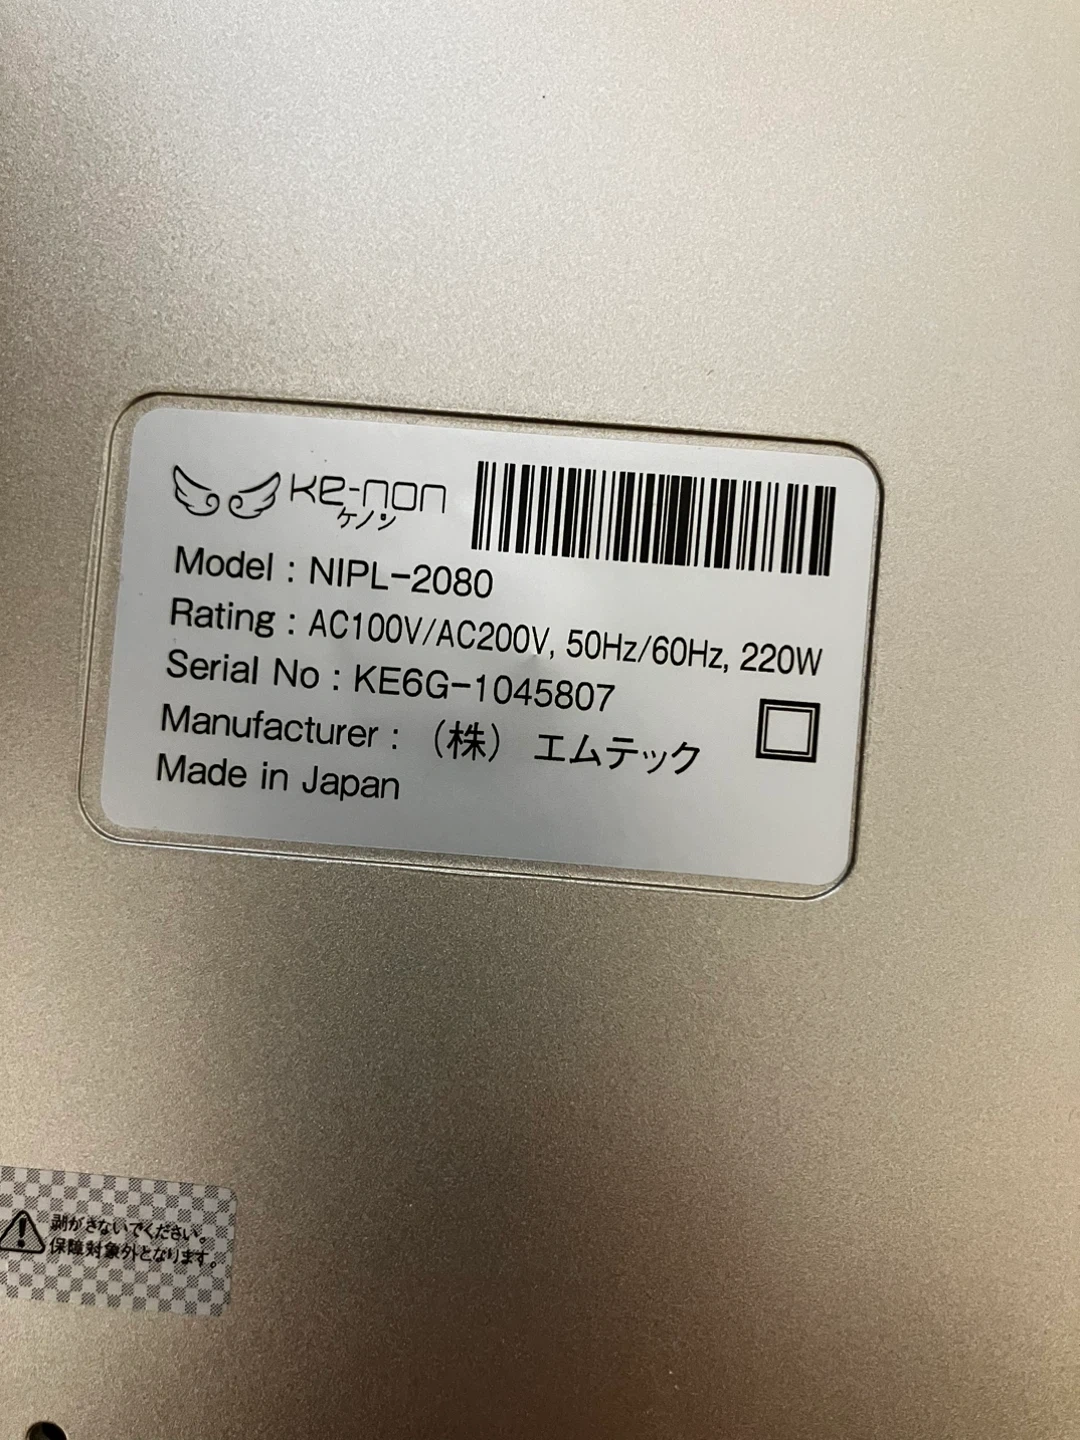 ke-non
ケノン
Model : NIPL-2080
Rating : AC100V/AC200V, 50Hz/60Hz, 220W
Serial No : KE6G-1045807
Manufacturer : （株） エムテック
Made in Japan
剥がさないでください。
保障対象外となります。